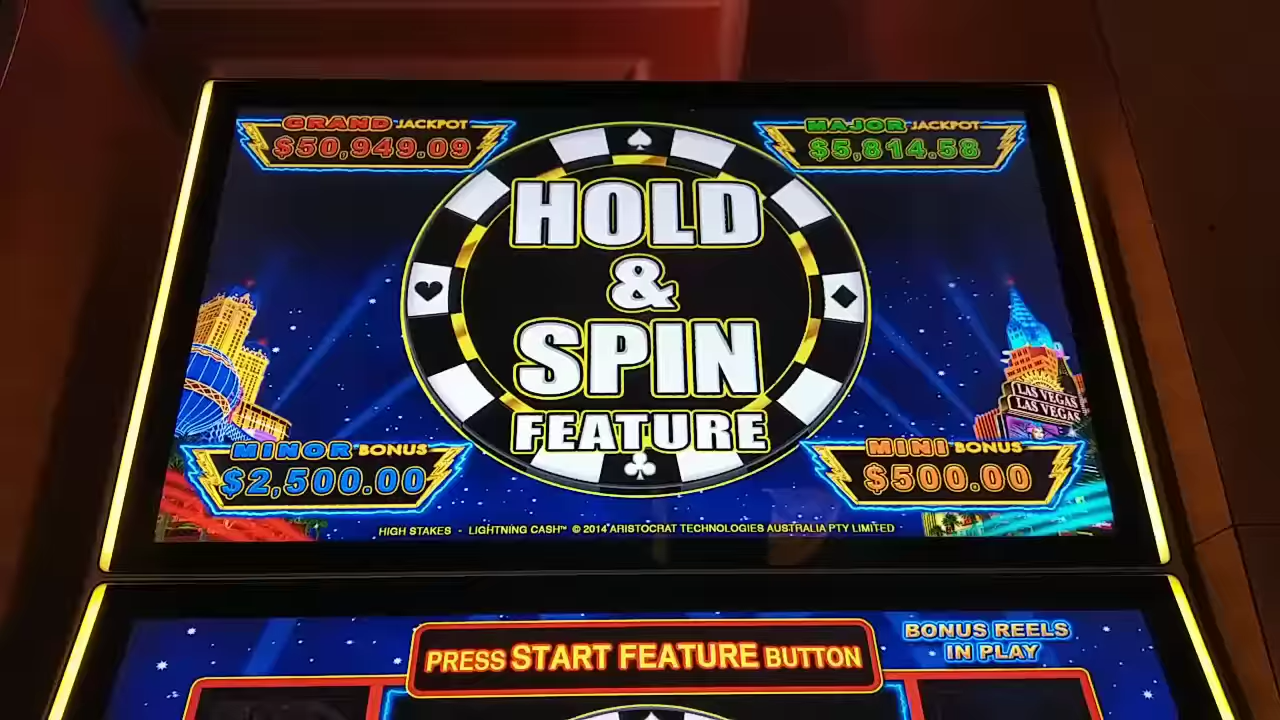 GRAND JACKPOT
$50,949.09
MAJOR JACKPOT
$5,814.58
HOLD
&
SPIN
FEATURE
LAS VEGAS
LAS VEGAS
MINOR BONUS
$2,500.00
MINI BONUS
$500.00
HIGH STAKES - LIGHTNING CASH™ © 2014 ARISTOCRAT TECHNOLOGIES AUSTRALIA PTY LIMITED
PRESS START FEATURE BUTTON
BONUS REELS
IN PLAY